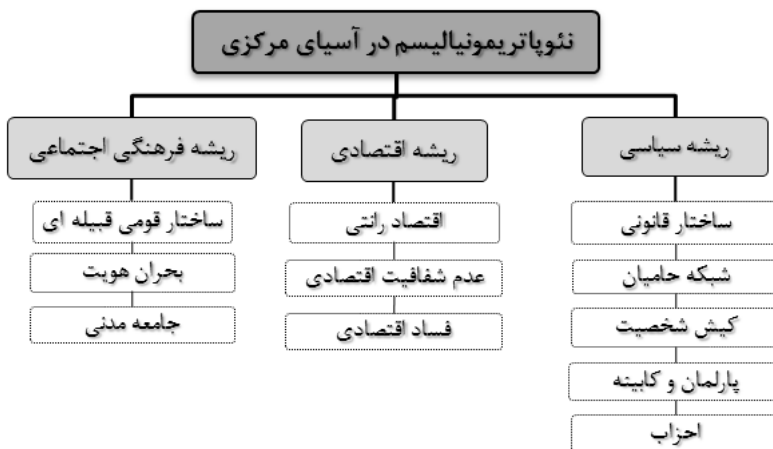 نئوپاتریمونیالیسم در آسیای مرکزی
ریشه سیاسی
ساختار قانونی
شبکه حامیان
کیش شخصیت
پارلمان و کابینه
احزاب
ریشه اقتصادی
اقتصاد رانتی
عدم شفافیت اقتصادی
فساد اقتصادی
ریشه فرهنگی اجتماعی
ساختار قومی قبیله ای
بحران هویت
جامعه مدنی